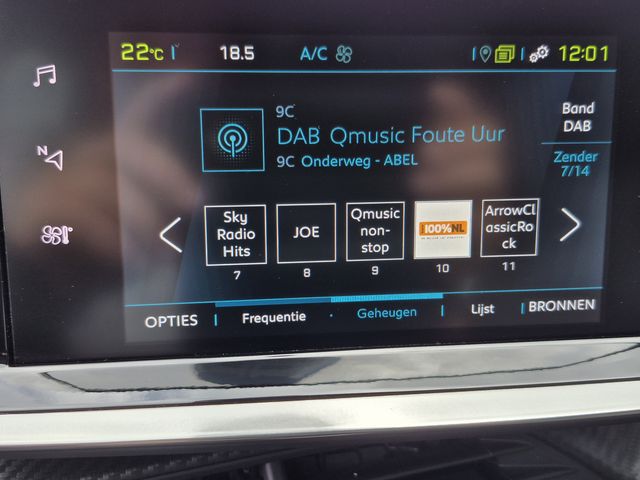 22°C 18.5 A/C 12:01
9C
DAB Qmusic Foute Uur
9C Onderweg - ABEL
Band
DAB
Zender
7/14
N
Sky
Radio
Hits
7
JOE
8
Qmusic
non-
stop
9
100%NL
10
ArrowCl
assicRo
ck
11
OPTIES Frequentie Geheugen Lijst BRONNEN